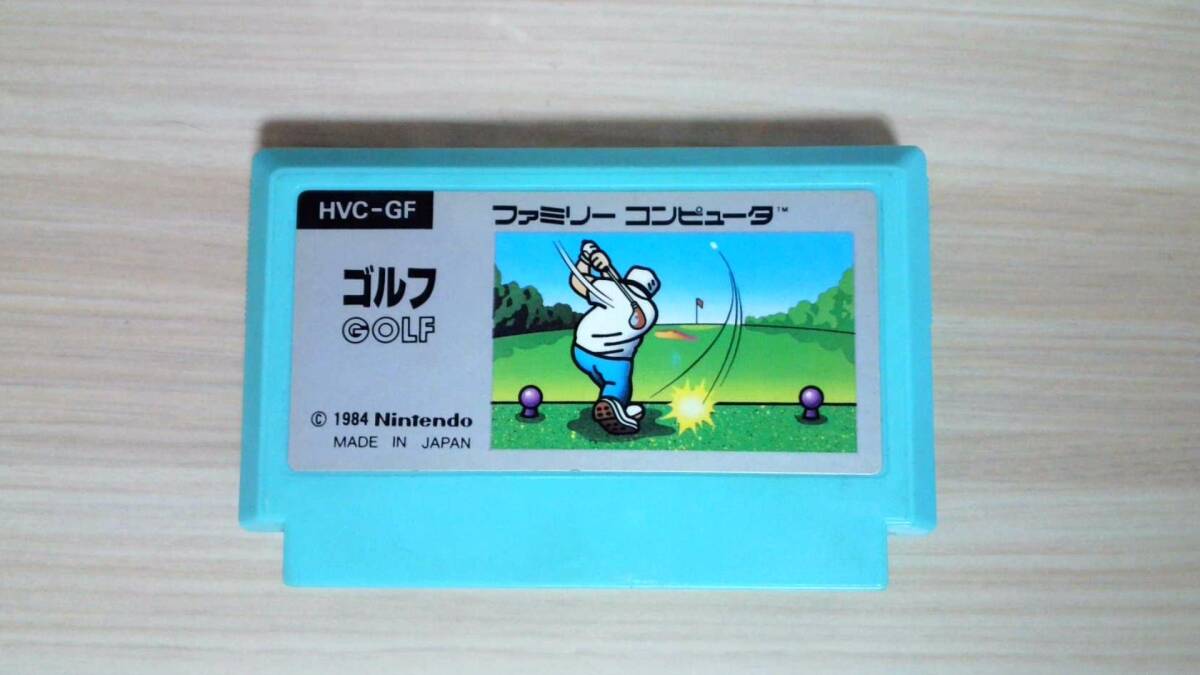 HVC-GF
ファミリー コンピュータ™
ゴルフ
GOLF
© 1984 Nintendo
MADE IN JAPAN